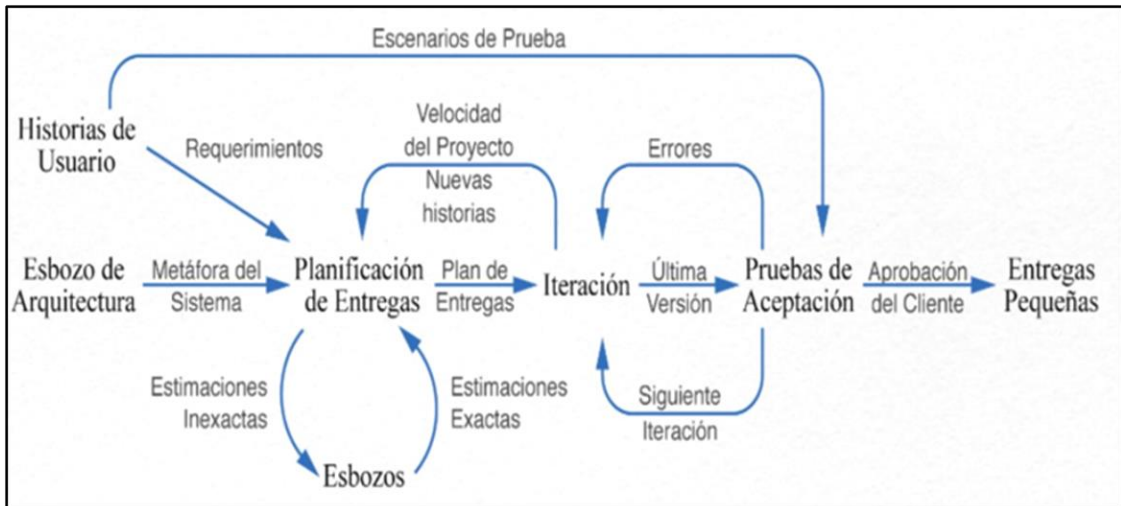 Escenarios de Prueba
Historias de
Usuario
Requerimientos
Velocidad
del Proyecto
Nuevas
historias
Errores
Esbozo de
Arquitectura
Metáfora del
Sistema
Planificación
de Entregas
Plan de
Entregas
Iteración
Última
Versión
Pruebas de
Aceptación
Aprobación
del Cliente
Entregas
Pequeñas
Estimaciones
Inexactas
Estimaciones
Exactas
Siguiente
Iteración
Esbozos